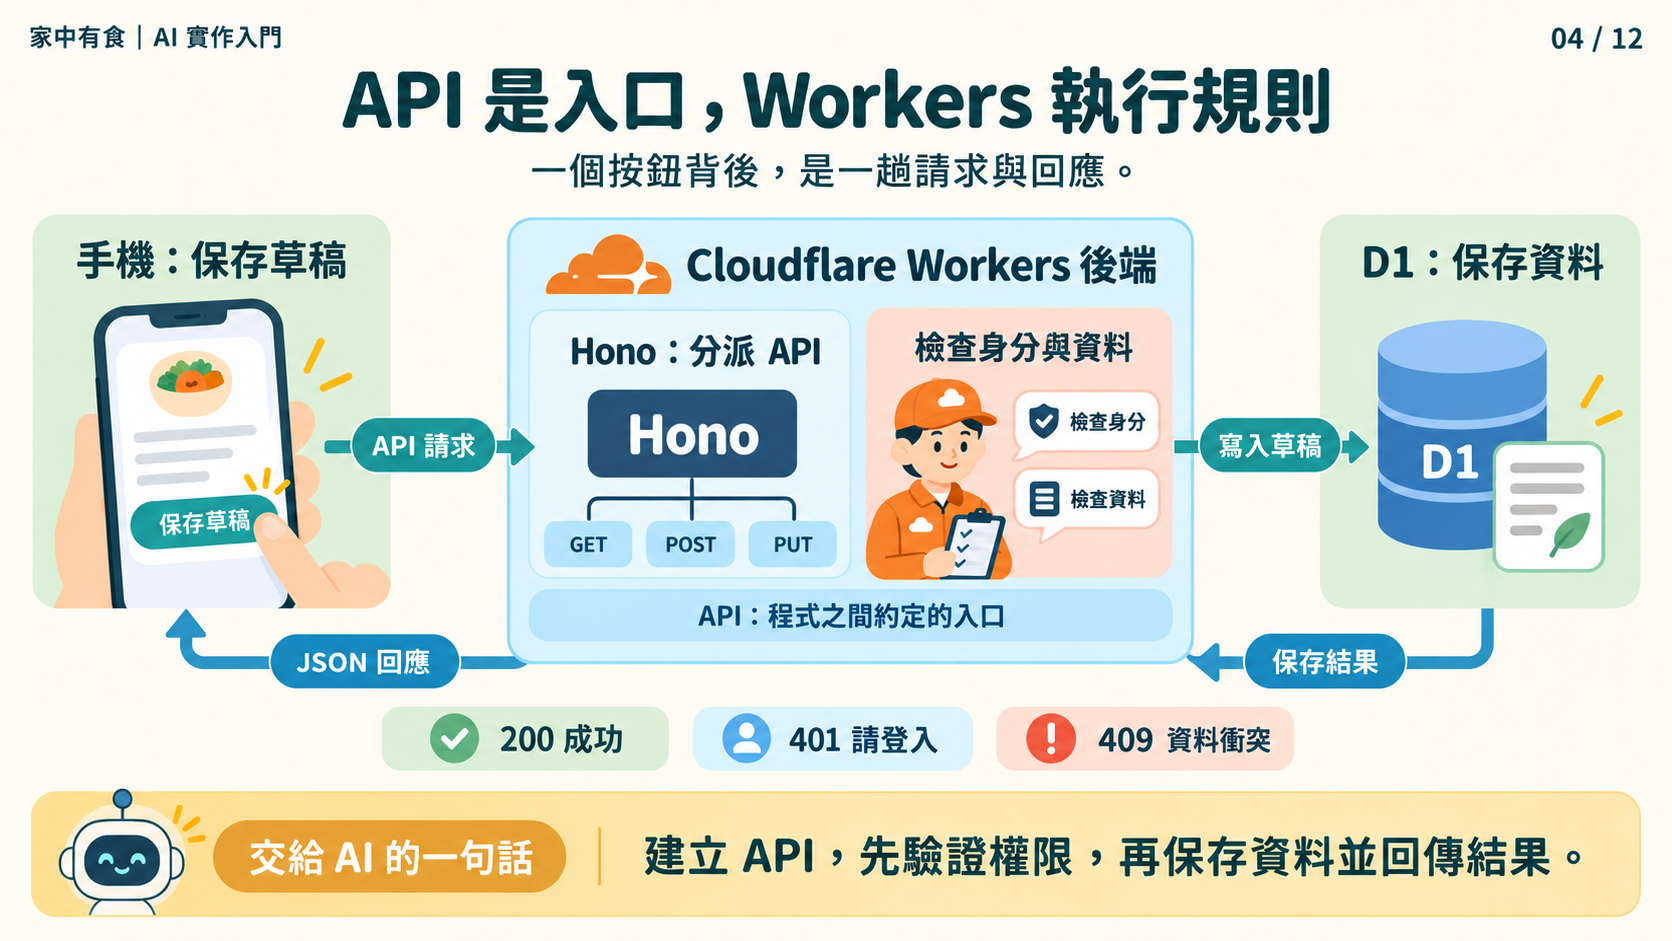 家中有食｜AI 實作入門
04 / 12
API 是入口，Workers 執行規則
一個按鈕背後，是一趟請求與回應。
手機：保存草稿
保存草稿
API 請求
Cloudflare Workers 後端
Hono：分派 API
Hono
GET
POST
PUT
檢查身分與資料
檢查身分
檢查資料
API：程式之間約定的入口
寫入草稿
D1：保存資料
D1
JSON 回應
保存結果
200 成功
401 請登入
409 資料衝突
交給 AI 的一句話
建立 API，先驗證權限，再保存資料並回傳結果。